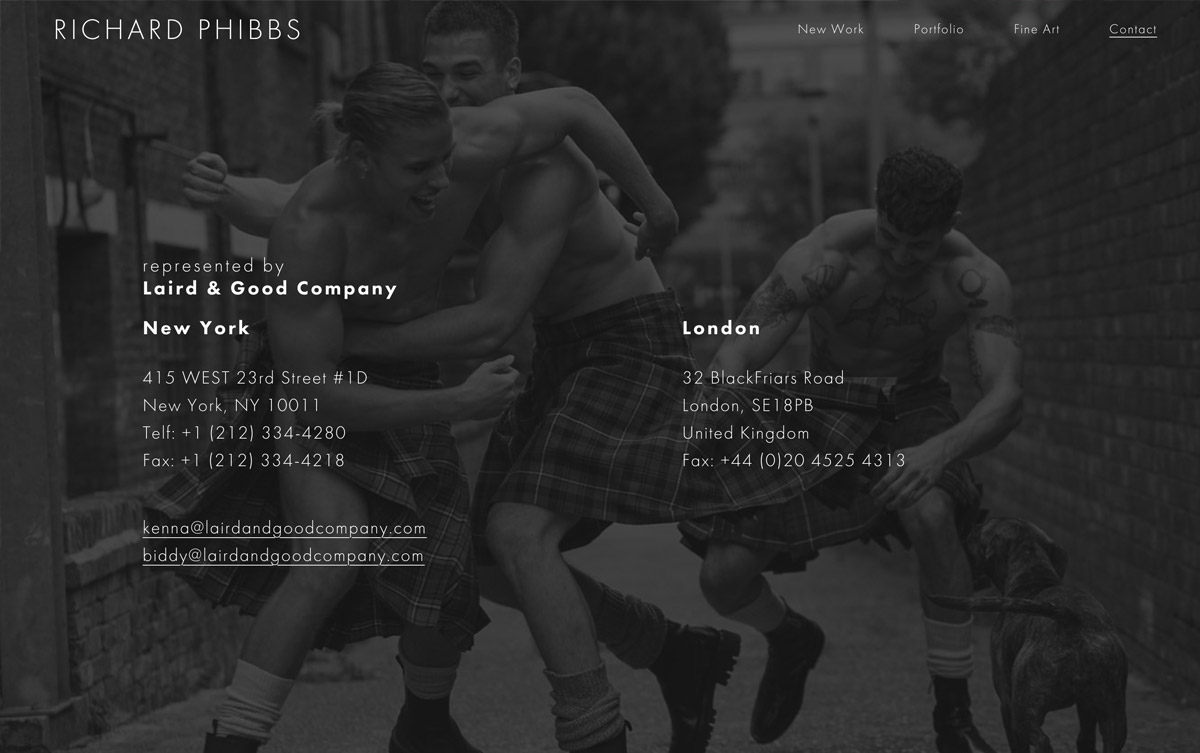 RICHARD PHIBBS
New Work Portfolio Fine Art Contact
represented by
Laird & Good Company
New York
415 WEST 23rd Street #1D
New York, NY 10011
Telf: +1 (212) 334-4280
Fax: +1 (212) 334-4218
kenna@lairdandgoodcompany.com
biddy@lairdandgoodcompany.com
London
32 BlackFriars Road
London, SE18PB
United Kingdom
Fax: +44 (0)20 4525 4313